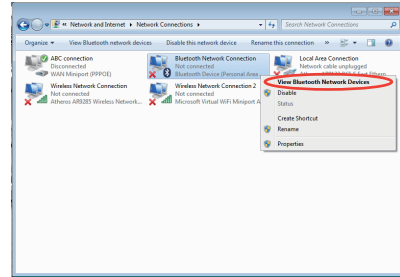 « Network and Internet ▸ Network Connections ▸
Search Network Connections
Organize ▾ View Bluetooth network devices Disable this network device Rename this connection »
ABC connection
Disconnected
WAN Miniport (PPPOE)
Bluetooth Network Connection
Not connected
Bluetooth Device (Personal Area ...
Local Area Connection
Network cable unplugged
Wireless Network Connection
Not connected
Atheros AR9285 Wireless Network...
Wireless Network Connection 2
Not connected
Microsoft Virtual WiFi Miniport A
View Bluetooth Network Devices
Disable
Status
Create Shortcut
Rename
Properties